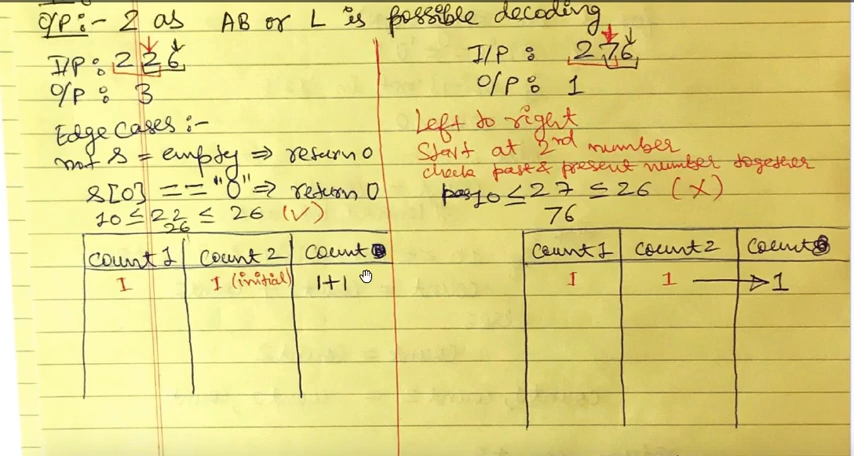 O/P:- 2 as AB or L is possible decoding
I/P: 226
O/P: 3
Edge cases:-
not s = empty => return 0
s[0] == "0" => return 0
10 ≤ 22 ≤ 26 (✓)
26
count 1 count 2 count
1 1 (initial) 1+1
I/P: 276
O/P: 1
Left to right
Start at 2nd number
check past & present number together
10 ≤ 27 ≤ 26 (X)
76
count 1 count 2 count
1 1 → 1